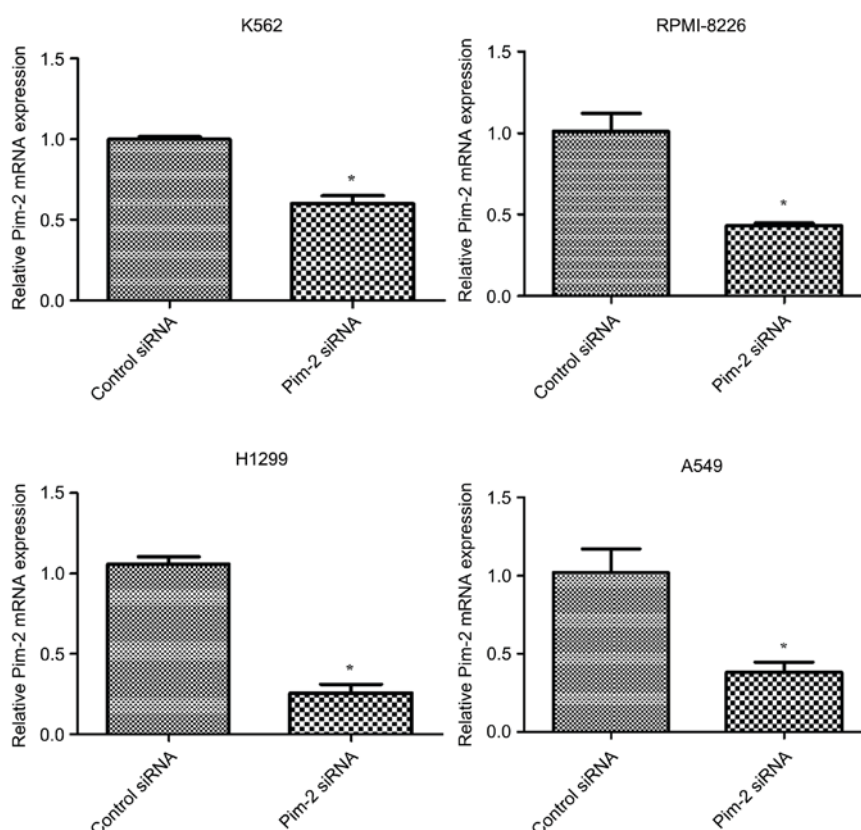 K562
Relative Pim-2 mRNA expression
1.5
1.0
0.5
0.0
*
Control siRNA
Pim-2 siRNA
RPMI-8226
Relative Pim-2 mRNA expression
1.5
1.0
0.5
0.0
*
Control siRNA
Pim-2 siRNA
H1299
Relative Pim-2 mRNA expression
1.5
1.0
0.5
0.0
*
Control siRNA
Pim-2 siRNA
A549
Relative Pim-2 mRNA expression
1.5
1.0
0.5
0.0
*
Control siRNA
Pim-2 siRNA